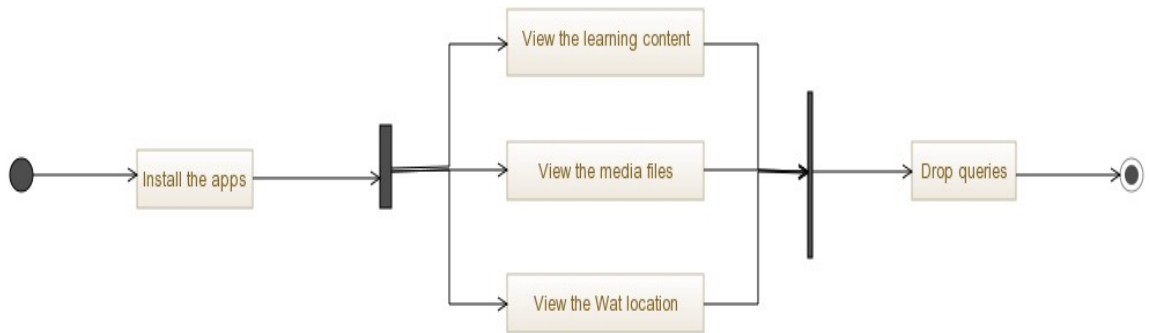 Install the apps
View the learning content
View the media files
View the Wat location
Drop queries